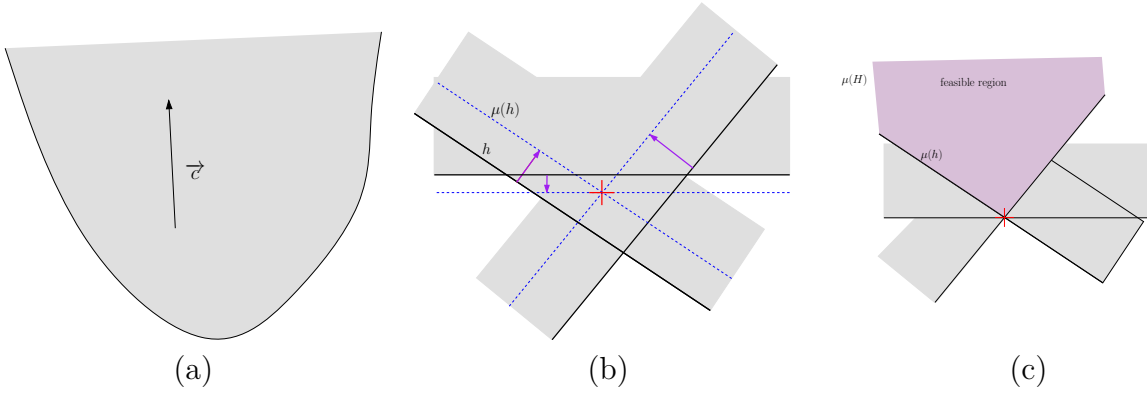 c
(a)
μ(h)
h
(b)
μ(H)
feasible region
μ(h)
(c)